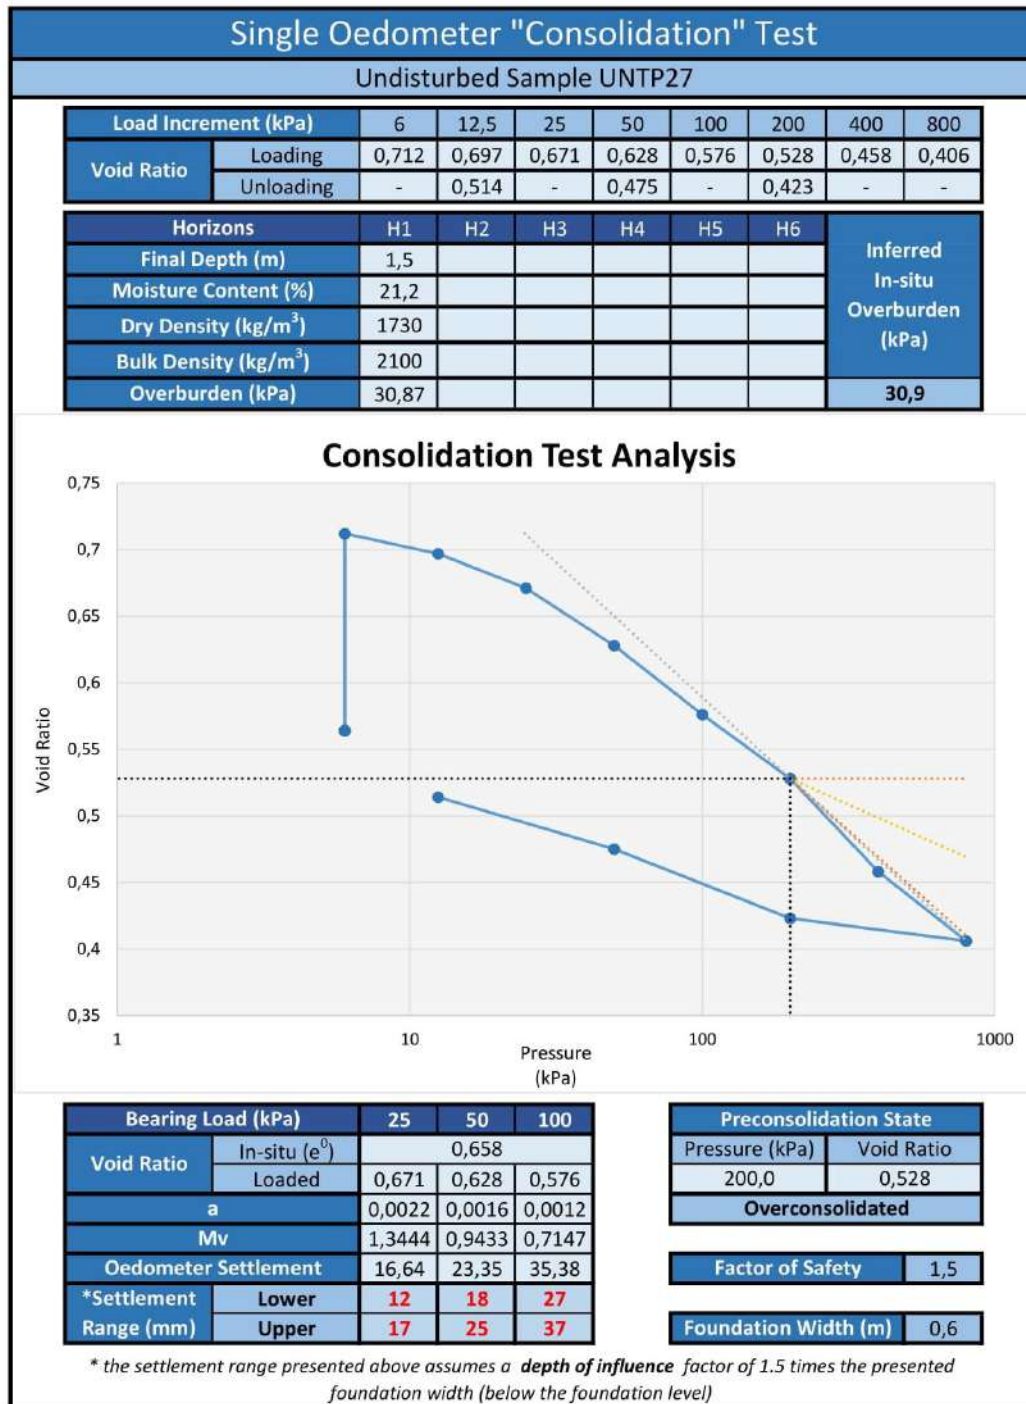 Single Oedometer "Consolidation" Test
Undisturbed Sample UNTP27
Load Increment (kPa) 6 12,5 25 50 100 200 400 800
Void Ratio Loading 0,712 0,697 0,671 0,628 0,576 0,528 0,458 0,406
Unloading - 0,514 - 0,475 - 0,423 - -
Horizons H1 H2 H3 H4 H5 H6 Inferred In-situ Overburden (kPa)
Final Depth (m) 1,5
Moisture Content (%) 21,2
Dry Density (kg/m³) 1730
Bulk Density (kg/m³) 2100
Overburden (kPa) 30,87 30,9
Consolidation Test Analysis
0,75
0,7
0,65
0,6
0,55
0,5
0,45
0,4
0,35
Void Ratio
1 10 100 1000
Pressure
(kPa)
Bearing Load (kPa) 25 50 100
Void Ratio In-situ (e⁰) 0,658
Loaded 0,671 0,628 0,576
a 0,0022 0,0016 0,0012
Mv 1,3444 0,9433 0,7147
Oedometer Settlement 16,64 23,35 35,38
*Settlement Lower 12 18 27
Range (mm) Upper 17 25 37
Preconsolidation State
Pressure (kPa) Void Ratio
200,0 0,528
Overconsolidated
Factor of Safety 1,5
Foundation Width (m) 0,6
* the settlement range presented above assumes a depth of influence factor of 1.5 times the presented
foundation width (below the foundation level)